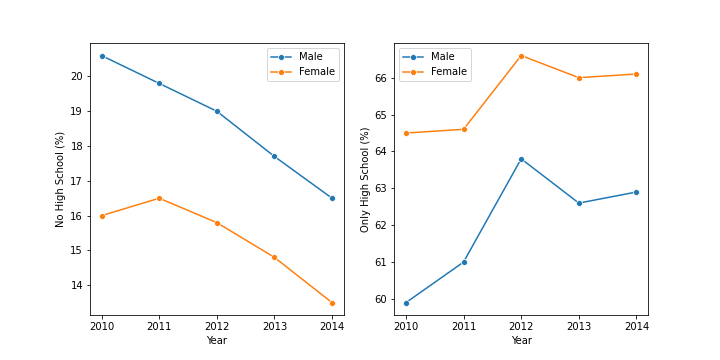 Male
Female
20
19
18
17
16
15
14
No High School (%)
2010 2011 2012 2013 2014
Year
Male
Female
66
65
64
63
62
61
60
Only High School (%)
2010 2011 2012 2013 2014
Year